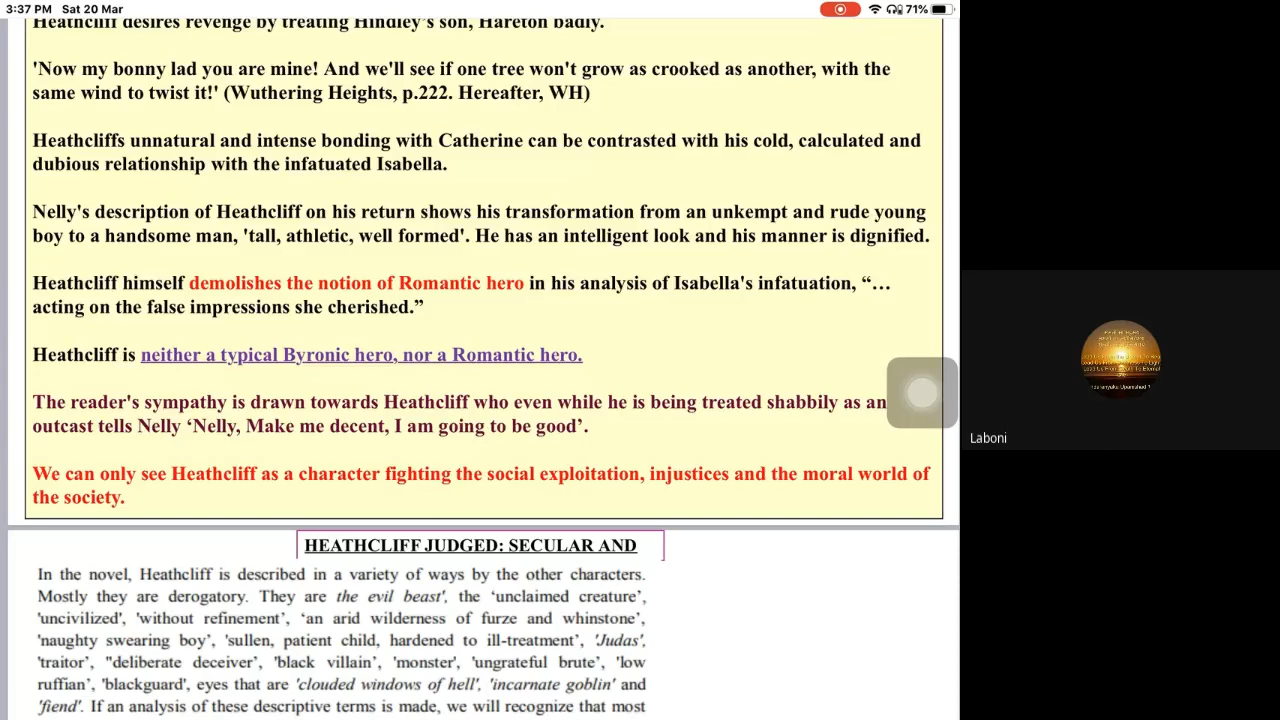 3:37 PM Sat 20 Mar
71%
Heathcliff desires revenge by treating Hindley's son, Hareton badly.
'Now my bonny lad you are mine! And we'll see if one tree won't grow as crooked as another, with the
same wind to twist it!' (Wuthering Heights, p.222. Hereafter, WH)
Heathcliffs unnatural and intense bonding with Catherine can be contrasted with his cold, calculated and
dubious relationship with the infatuated Isabella.
Nelly's description of Heathcliff on his return shows his transformation from an unkempt and rude young
boy to a handsome man, 'tall, athletic, well formed'. He has an intelligent look and his manner is dignified.
Heathcliff himself demolishes the notion of Romantic hero in his analysis of Isabella's infatuation, “…
acting on the false impressions she cherished.”
Heathcliff is neither a typical Byronic hero, nor a Romantic hero.
The reader's sympathy is drawn towards Heathcliff who even while he is being treated shabbily as an
outcast tells Nelly ‘Nelly, Make me decent, I am going to be good’.
We can only see Heathcliff as a character fighting the social exploitation, injustices and the moral world of
the society.
HEATHCLIFF JUDGED: SECULAR AND
In the novel, Heathcliff is described in a variety of ways by the other characters.
Mostly they are derogatory. They are the evil beast', the ‘unclaimed creature’,
'uncivilized', 'without refinement', ‘an arid wilderness of furze and whinstone’,
'naughty swearing boy’, 'sullen, patient child, hardened to ill-treatment’, 'Judas',
'traitor’, "deliberate deceiver’, 'black villain’, 'monster', 'ungrateful brute’, 'low
ruffian’, 'blackguard', eyes that are 'clouded windows of hell', 'incarnate goblin' and
'fiend'. If an analysis of these descriptive terms is made, we will recognize that most
Laboni